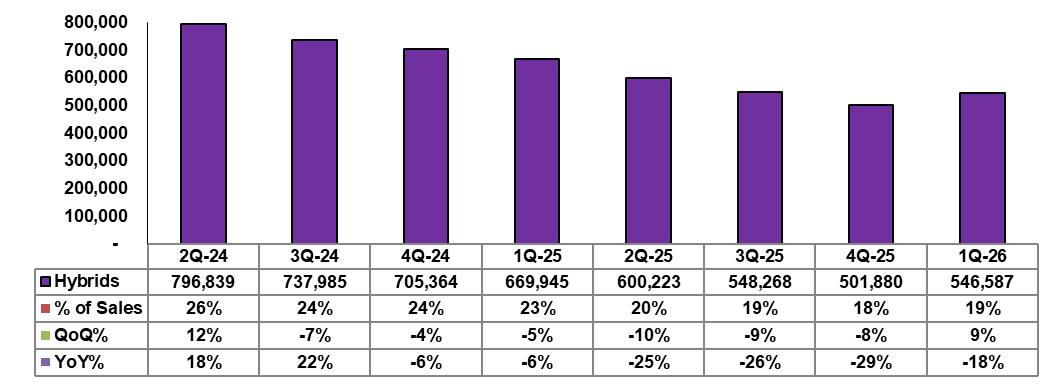 800,000
700,000
600,000
500,000
400,000
300,000
200,000
100,000
-
2Q-24 3Q-24 4Q-24 1Q-25 2Q-25 3Q-25 4Q-25 1Q-26
Hybrids 796,839 737,985 705,364 669,945 600,223 548,268 501,880 546,587
% of Sales 26% 24% 24% 23% 20% 19% 18% 19%
QoQ% 12% -7% -4% -5% -10% -9% -8% 9%
YoY% 18% 22% -6% -6% -25% -26% -29% -18%